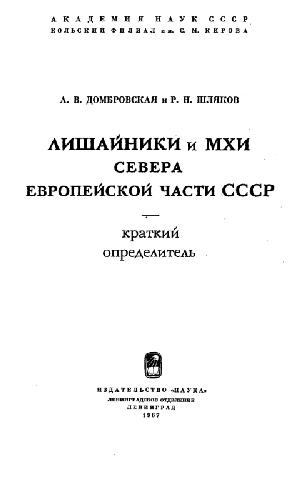 АКАДЕМИЯ НАУК СССР
КОЛЬСКИЙ ФИЛИАЛ им. С. М. КИРОВА
А. В. ДОМБРОВСКАЯ и Р. Н. ШЛЯКОВ
ЛИШАЙНИКИ и МХИ
СЕВЕРА
ЕВРОПЕЙСКОЙ ЧАСТИ СССР
краткий
определитель
ИЗДАТЕЛЬСТВО «НАУКА»
ЛЕНИНГРАДСКОЕ ОТДЕЛЕНИЕ
ЛЕНИНГРАД
1967